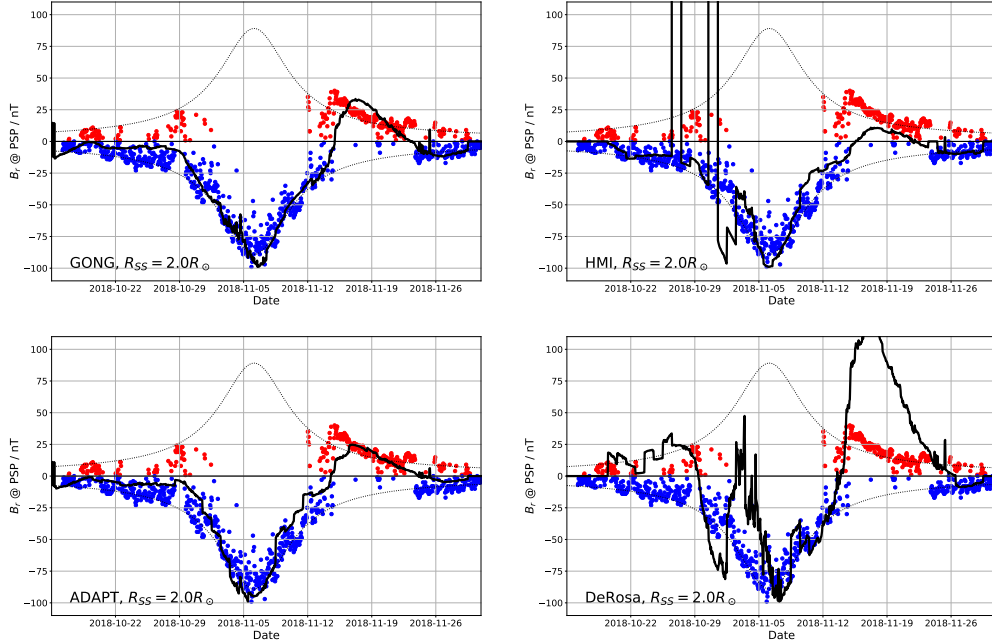 100
75
50
25
0
−25
−50
−75
−100
B_r @ PSP / nT
GONG, R_SS = 2.0R_⊙
2018-10-22 2018-10-29 2018-11-05 2018-11-12 2018-11-19 2018-11-26
Date
100
75
50
25
0
−25
−50
−75
−100
B_r @ PSP / nT
HMI, R_SS = 2.0R_⊙
2018-10-22 2018-10-29 2018-11-05 2018-11-12 2018-11-19 2018-11-26
Date
100
75
50
25
0
−25
−50
−75
−100
B_r @ PSP / nT
ADAPT, R_SS = 2.0R_⊙
2018-10-22 2018-10-29 2018-11-05 2018-11-12 2018-11-19 2018-11-26
Date
100
75
50
25
0
−25
−50
−75
−100
B_r @ PSP / nT
DeRosa, R_SS = 2.0R_⊙
2018-10-22 2018-10-29 2018-11-05 2018-11-12 2018-11-19 2018-11-26
Date